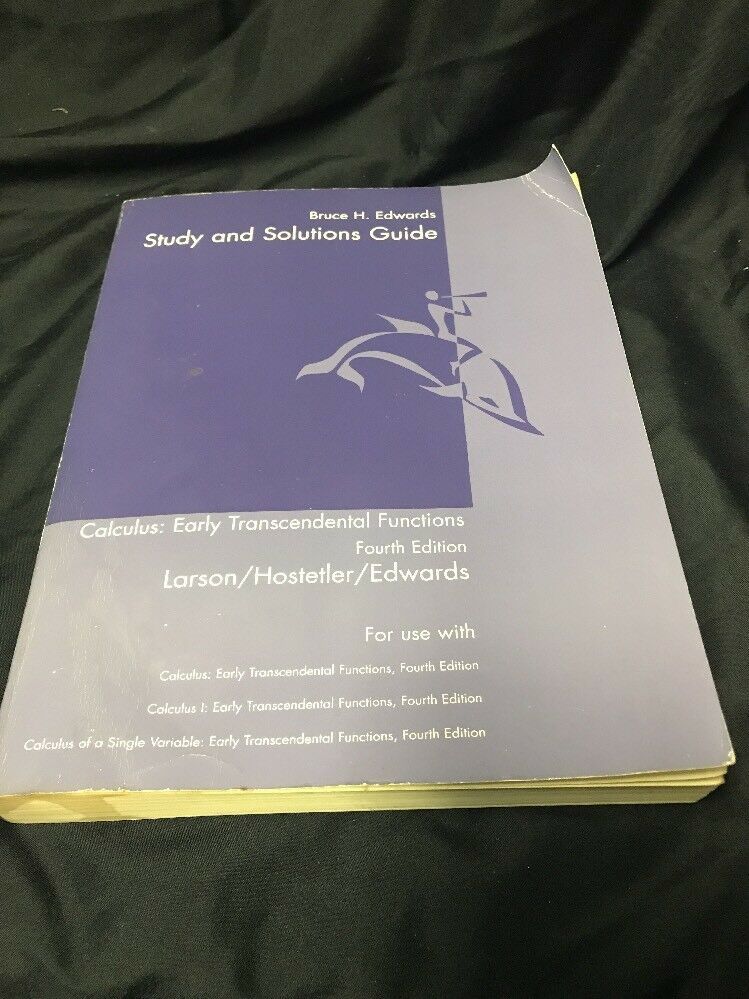 Bruce H. Edwards
Study and Solutions Guide
Calculus: Early Transcendental Functions
Fourth Edition
Larson/Hostetler/Edwards
For use with
Calculus: Early Transcendental Functions, Fourth Edition
Calculus I: Early Transcendental Functions, Fourth Edition
Calculus of a Single Variable: Early Transcendental Functions, Fourth Edition